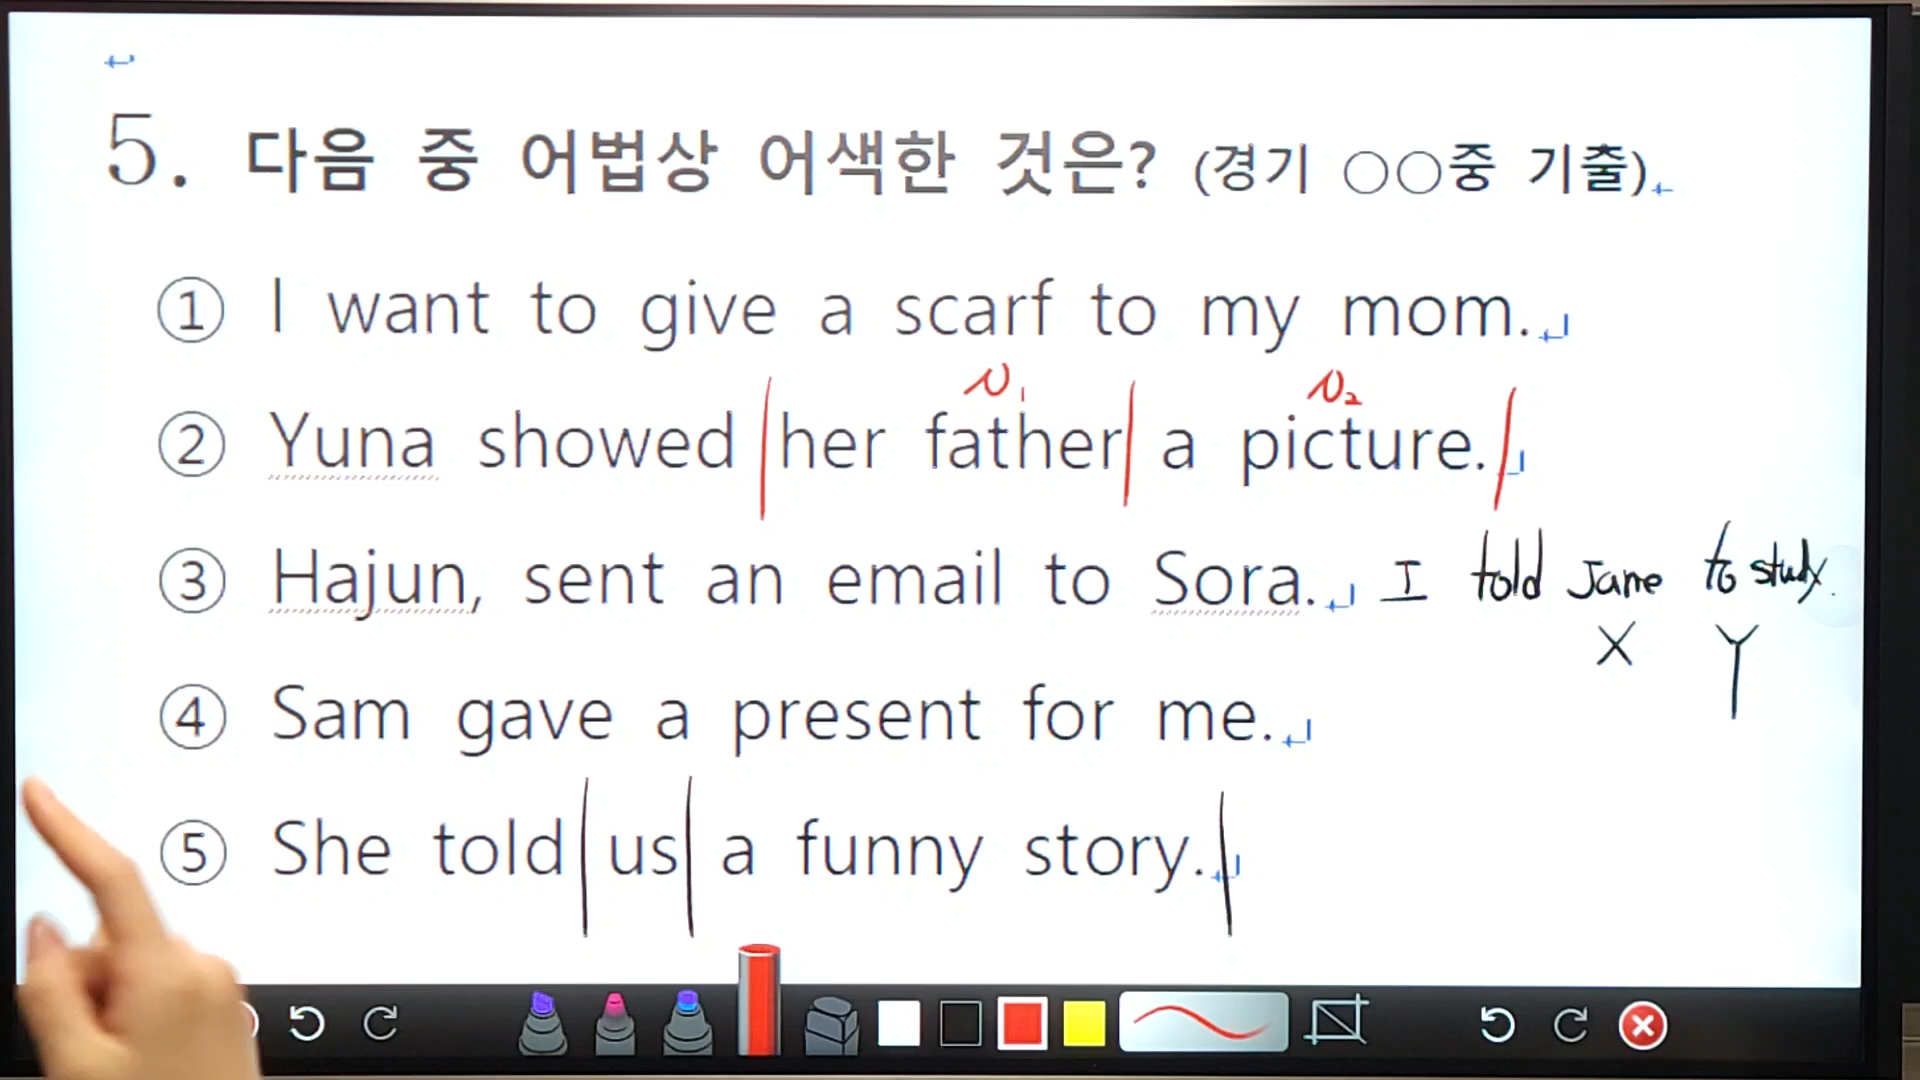 5. 다음 중 어법상 어색한 것은? (경기 ○○중 기출)
① I want to give a scarf to my mom.
N1 N2
② Yuna showed her father a picture.
③ Hajun, sent an email to Sora. I told Jane to study.
X Y
④ Sam gave a present for me.
⑤ She told us a funny story.